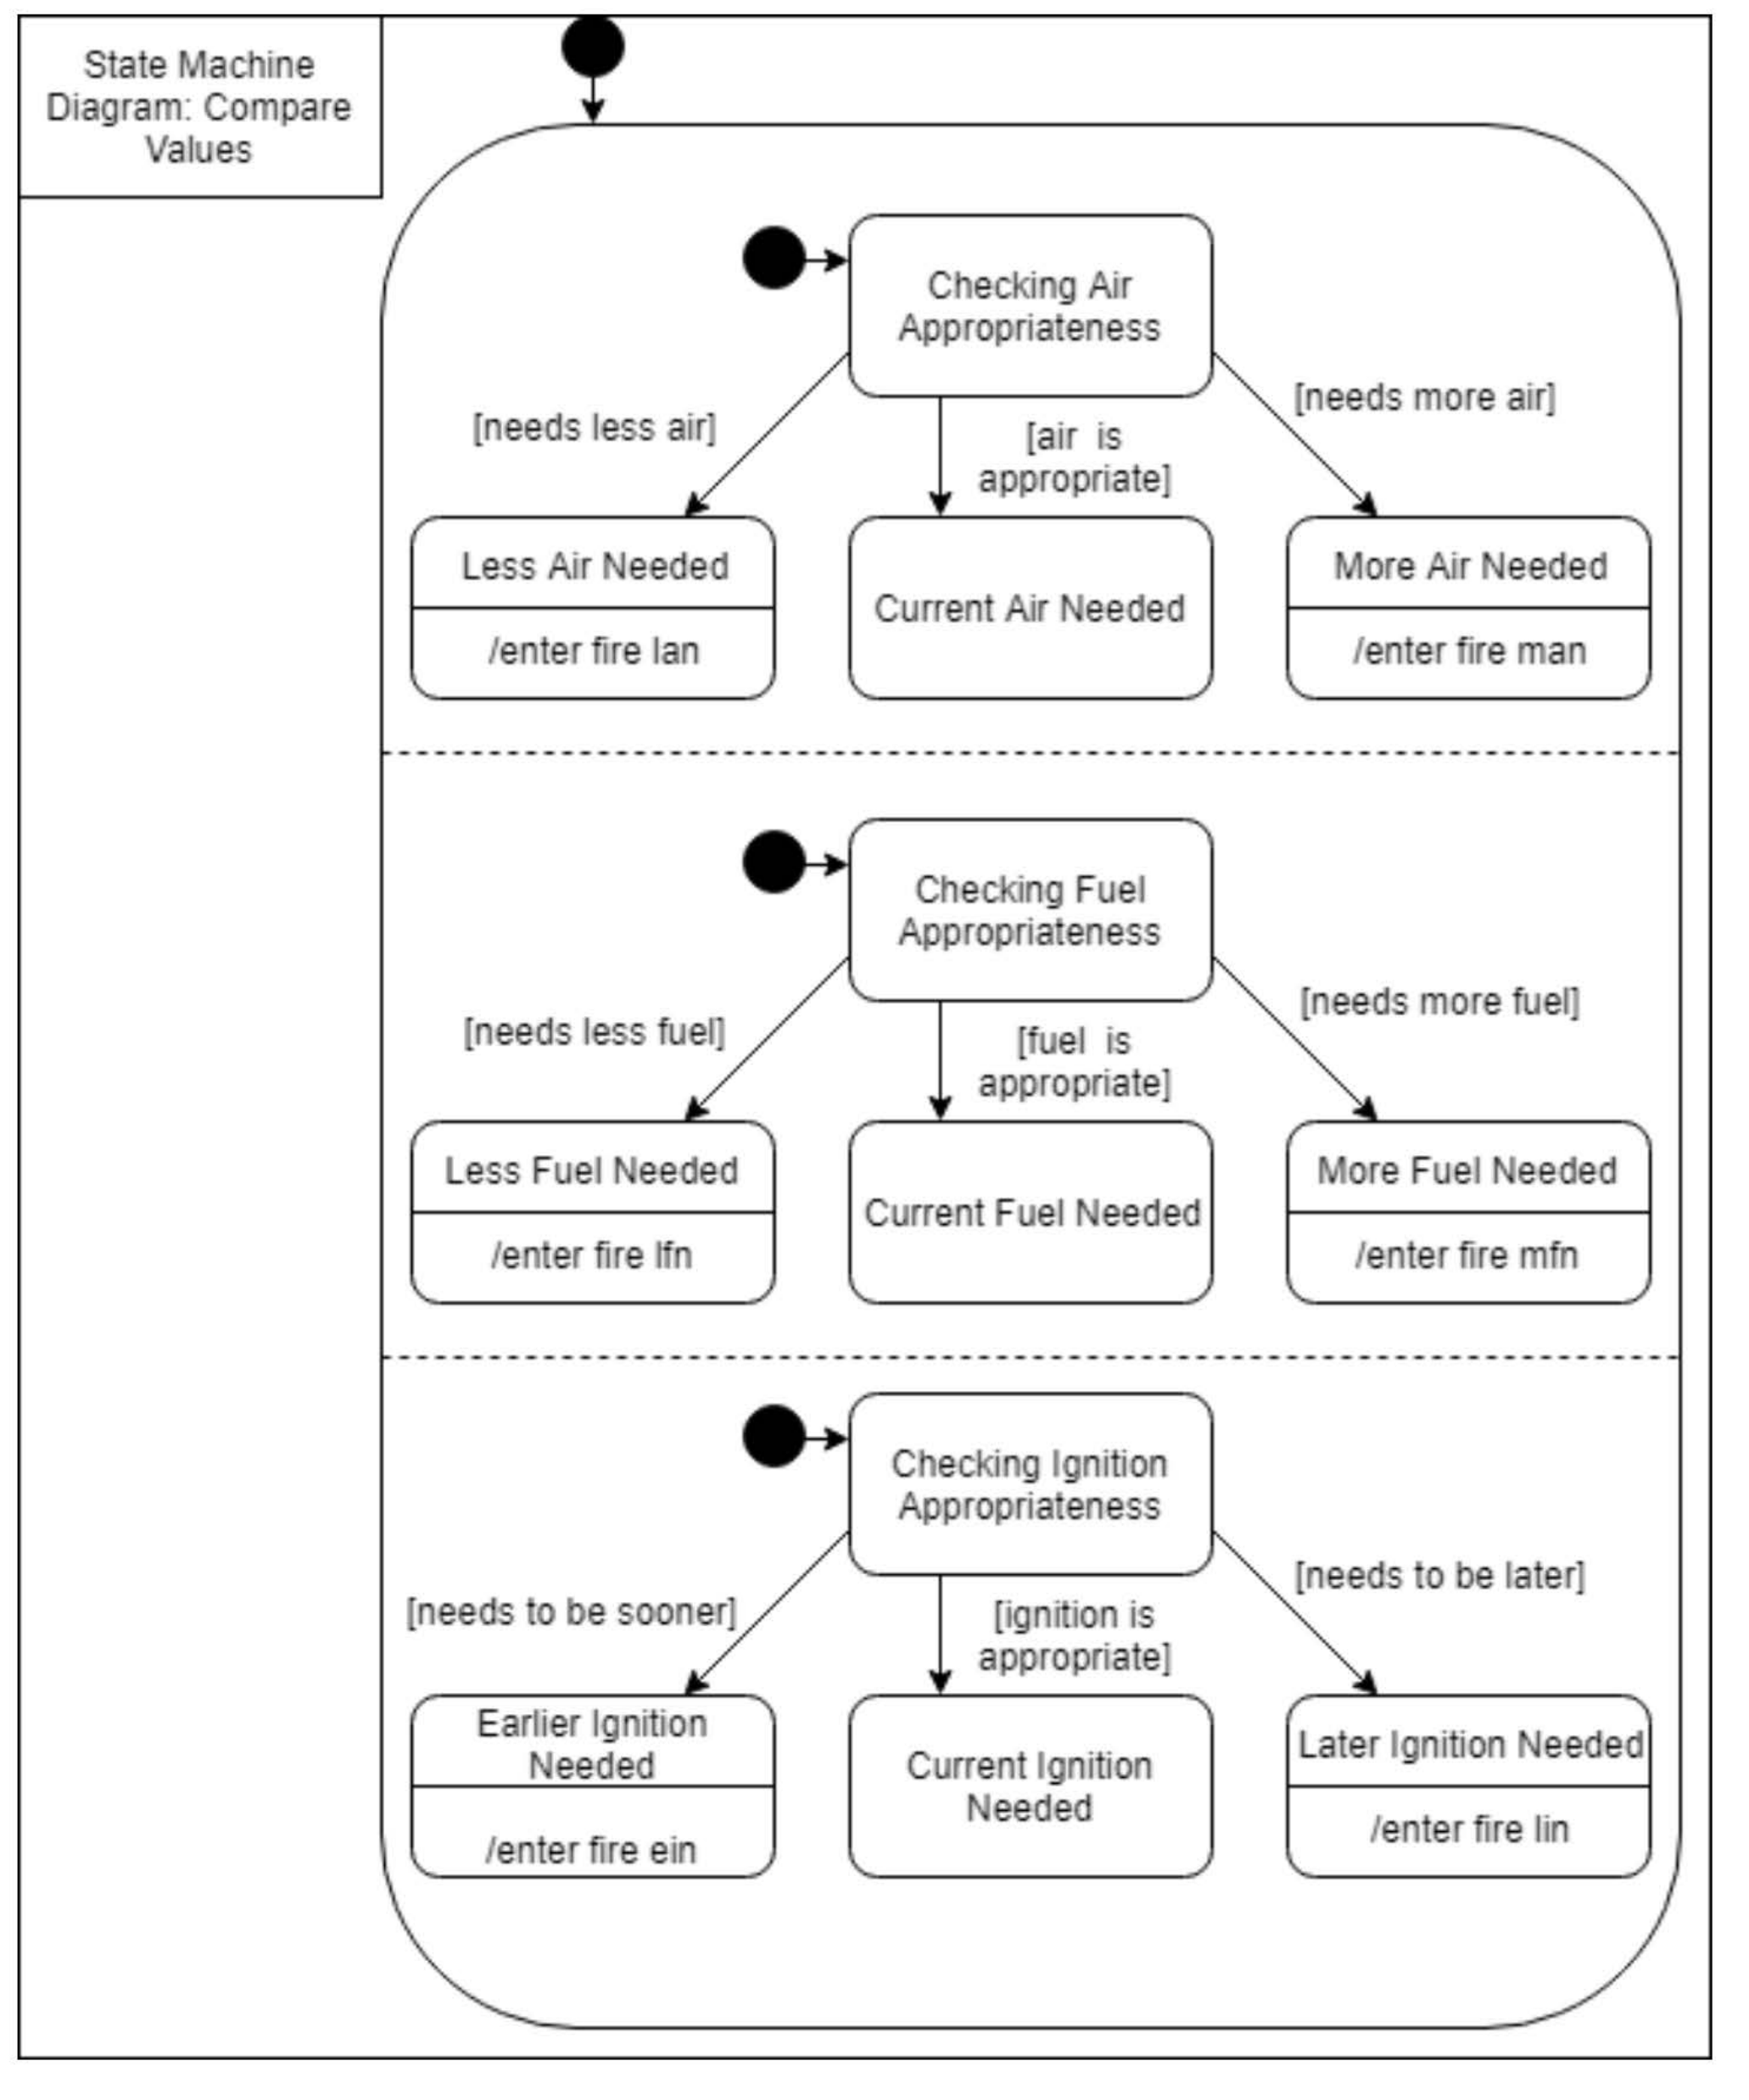 State Machine
Diagram: Compare
Values
Checking Air
Appropriateness
[needs less air]
[air is
appropriate]
[needs more air]
Less Air Needed
/enter fire lan
Current Air Needed
More Air Needed
/enter fire man
Checking Fuel
Appropriateness
[needs less fuel]
[fuel is
appropriate]
[needs more fuel]
Less Fuel Needed
/enter fire lfn
Current Fuel Needed
More Fuel Needed
/enter fire mfn
Checking Ignition
Appropriateness
[needs to be sooner]
[ignition is
appropriate]
[needs to be later]
Earlier Ignition
Needed
/enter fire ein
Current Ignition
Needed
Later Ignition Needed
/enter fire lin